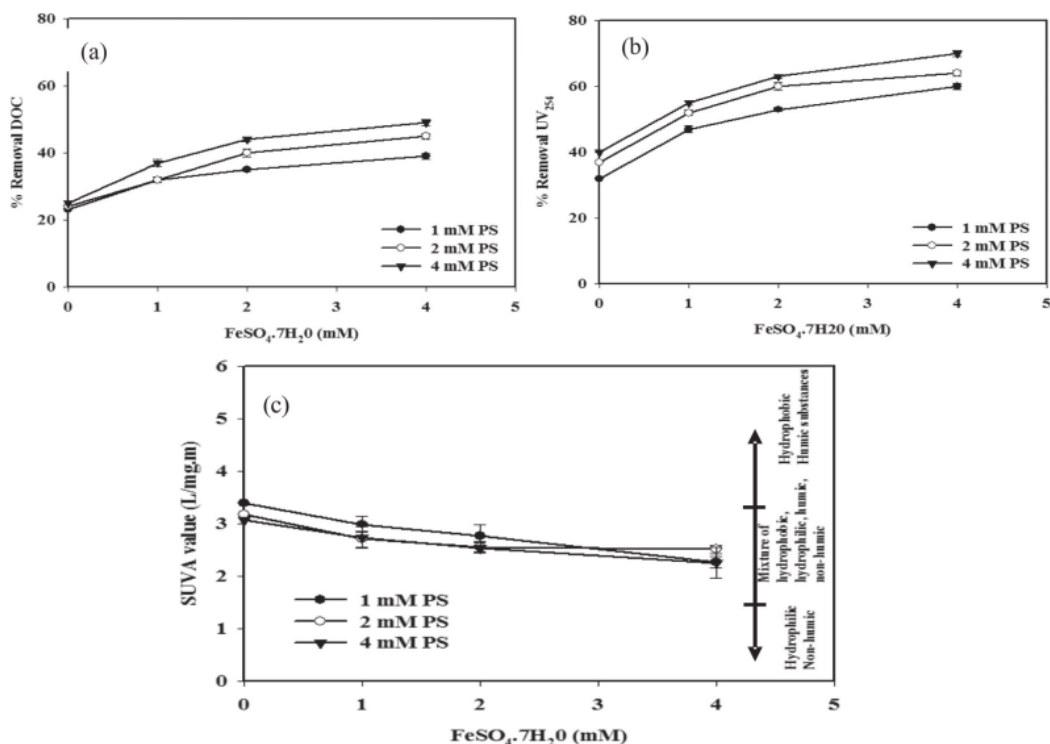 (a)
% Removal DOC
80
60
40
20
0
0 1 2 3 4 5
FeSO₄.7H₂0 (mM)
1 mM PS
2 mM PS
4 mM PS
(b)
% Removal UV₂₅₄
80
60
40
20
0
0 1 2 3 4 5
FeSO₄.7H20 (mM)
1 mM PS
2 mM PS
4 mM PS
(c)
SUVA value (L/mg.m)
6
5
4
3
2
1
0
0 1 2 3 4 5
FeSO₄.7H₂0 (mM)
1 mM PS
2 mM PS
4 mM PS
Hydrophobic
Humic substances
Mixture of
hydrophobic,
hydrophilic, humic,
non-humic
Hydrophilic
Non-humic